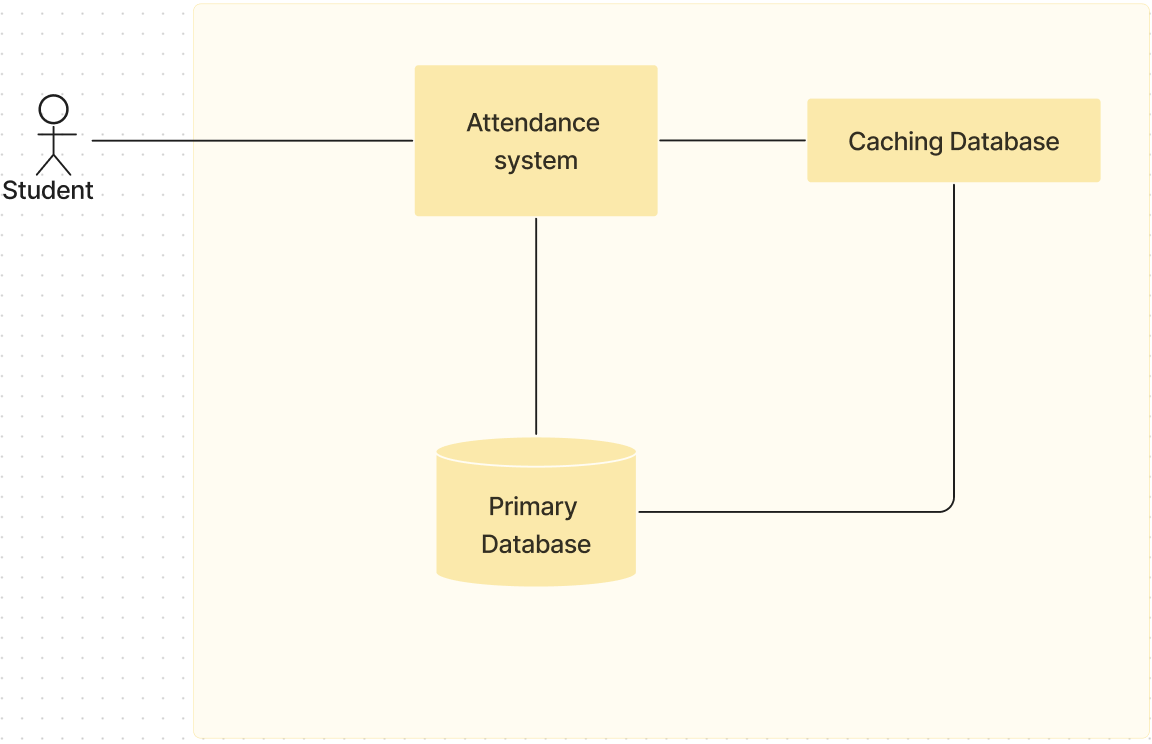 Attendance
system
Caching Database
Student
Primary
Database